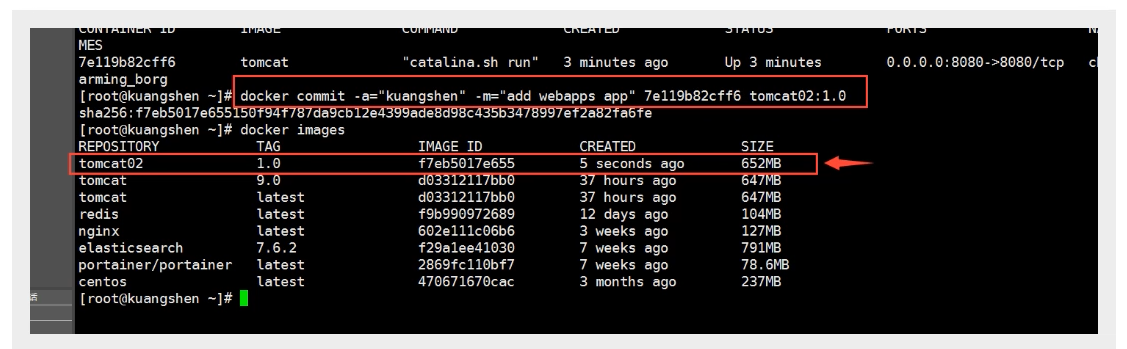 CONTAINER ID IMAGE COMMAND CREATED STATUS PORTS
MES
7e119b82cff6 tomcat "catalina.sh run" 3 minutes ago Up 3 minutes 0.0.0.0:8080->8080/tcp
arming_borg
[root@kuangshen ~]# docker commit -a="kuangshen" -m="add webapps app" 7e119b82cff6 tomcat02:1.0
sha256:f7eb5017e655150f94f787da9cb12e4399ade8d98c435b3478997ef2a82fa6fe
[root@kuangshen ~]# docker images
REPOSITORY TAG IMAGE ID CREATED SIZE
tomcat02 1.0 f7eb5017e655 5 seconds ago 652MB
tomcat 9.0 d03312117bb0 37 hours ago 647MB
tomcat latest d03312117bb0 37 hours ago 647MB
redis latest f9b990972689 12 days ago 104MB
nginx latest 602e111c06b6 3 weeks ago 127MB
elasticsearch 7.6.2 f29a1ee41030 7 weeks ago 791MB
portainer/portainer latest 2869fc110bf7 7 weeks ago 78.6MB
centos latest 470671670cac 3 months ago 237MB
[root@kuangshen ~]#